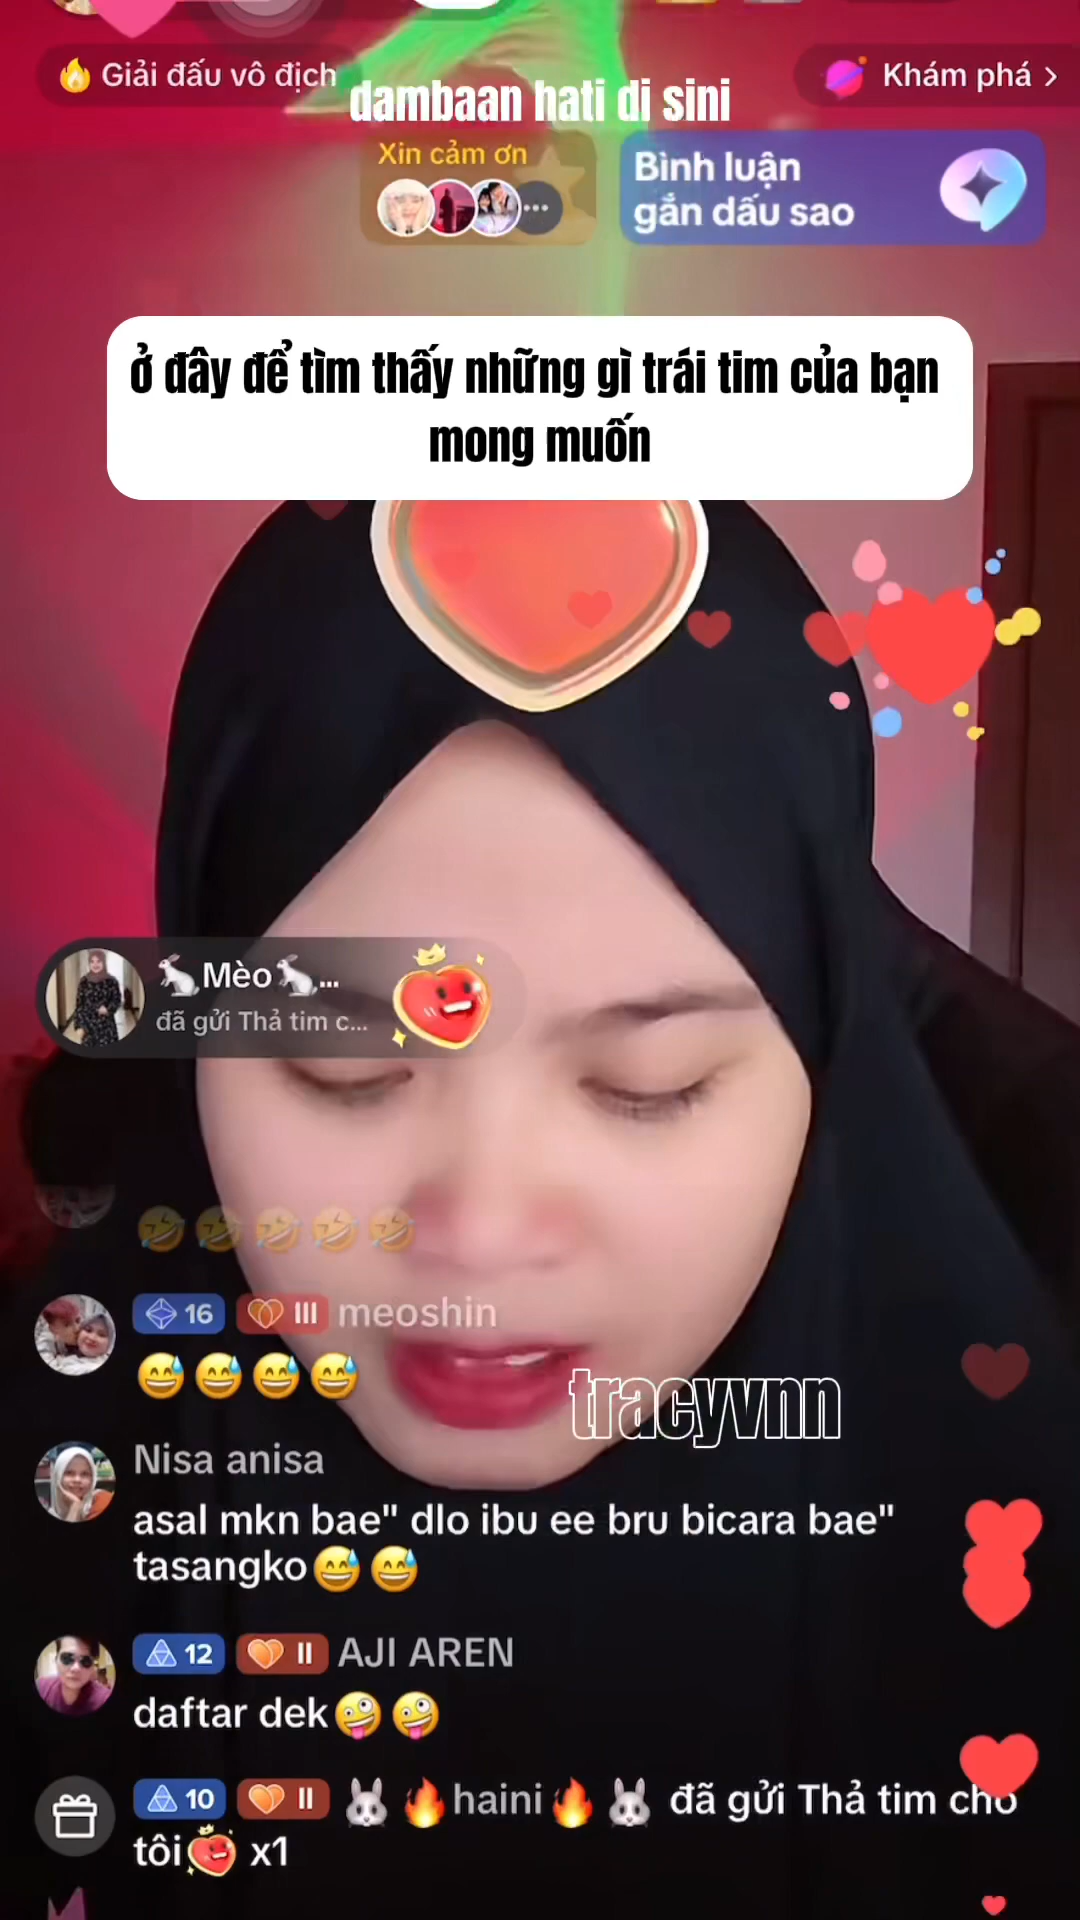 🔥 Giải đấu vô địch
Khám phá >
dambaan hati di sini
Xin cảm ơn
Bình luận
gắn dấu sao
ở đây để tìm thấy những gì trái tim của bạn
mong muốn
🐇Mèo🐇...
đã gửi Thả tim c...
🤣🤣🤣🤣🤣
16 III meoshin
😅😅😅😅
tracyvnn
Nisa anisa
asal mkn bae" dlo ibu ee bru bicara bae"
tasangko😅😅
12 II AJI AREN
daftar dek🤪🤪
10 II 🐰🔥haini🔥🐰 đã gửi Thả tim cho
tôi x1